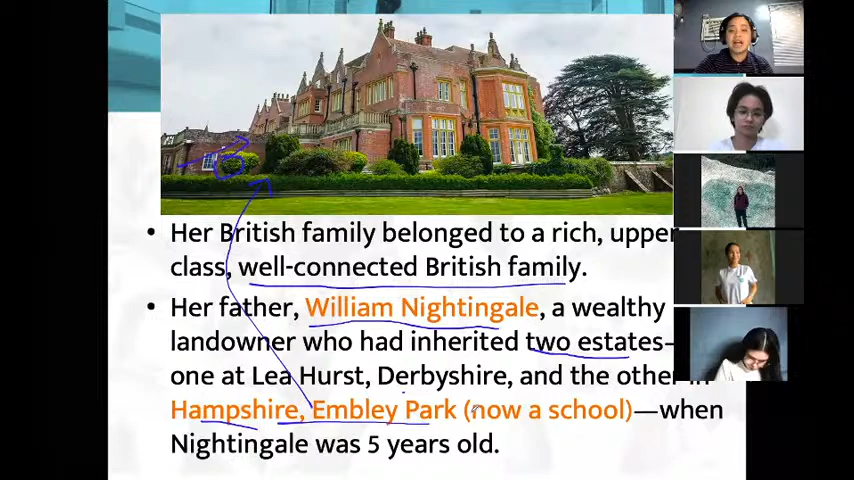 • Her British family belonged to a rich, upper
class, well-connected British family.
• Her father, William Nightingale, a wealthy
landowner who had inherited two estates—
one at Lea Hurst, Derbyshire, and the other in
Hampshire, Embley Park (now a school)—when
Nightingale was 5 years old.